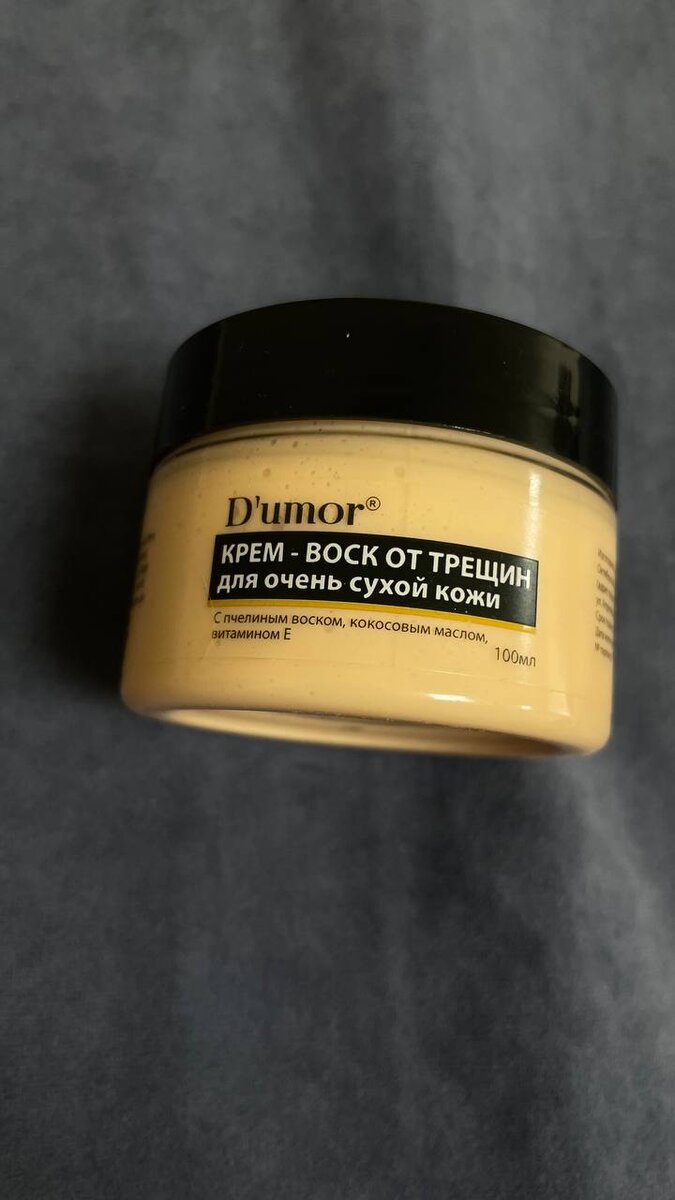 D'umor®
КРЕМ - ВОСК ОТ ТРЕЩИН
для очень сухой кожи
С пчелиным воском, кокосовым маслом,
витамином Е
100мл